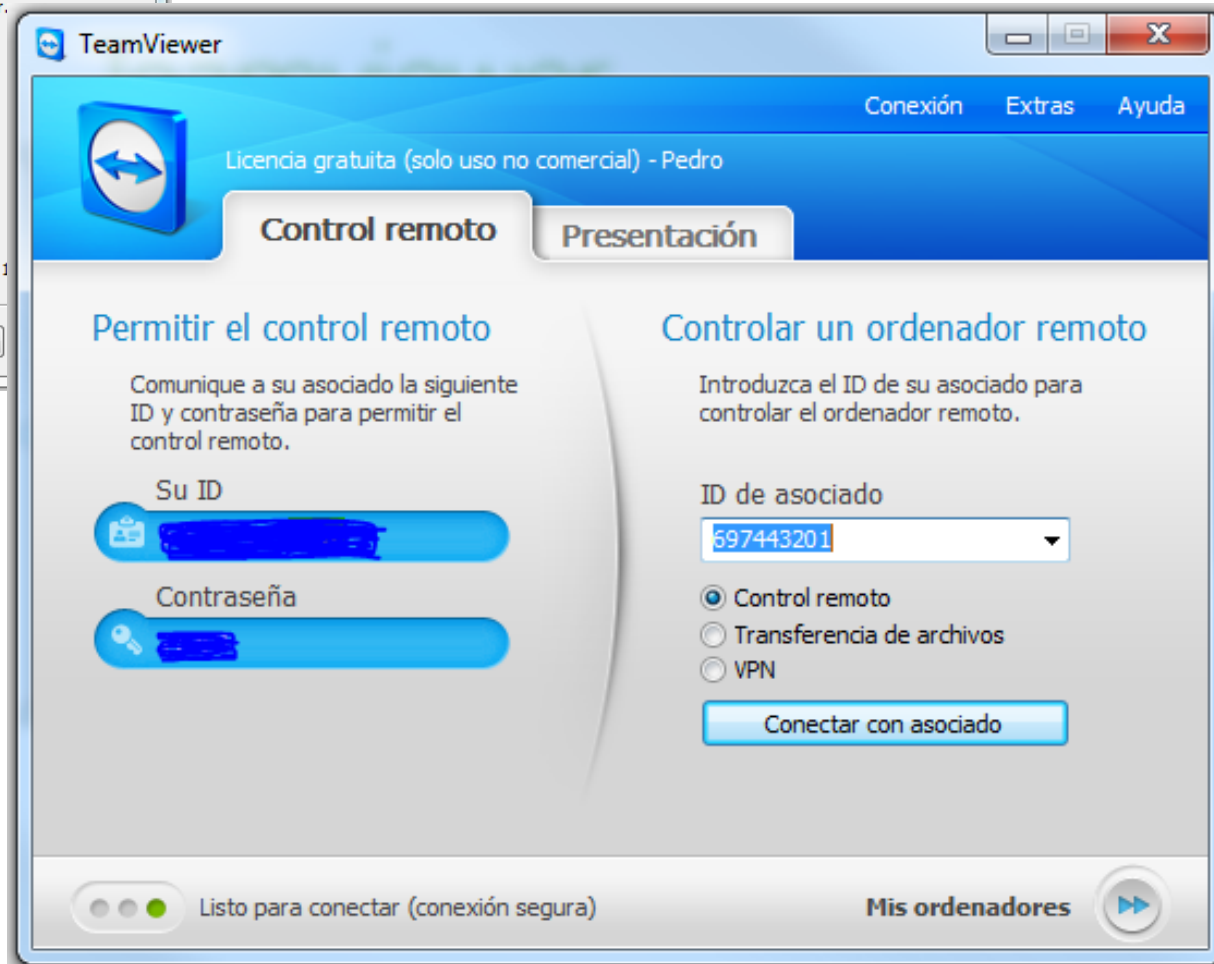 TeamViewer
Conexión Extras Ayuda
Licencia gratuita (solo uso no comercial) - Pedro
Control remoto
Presentación
Permitir el control remoto
Comunique a su asociado la siguiente
ID y contraseña para permitir el
control remoto.
Su ID
Contraseña
Controlar un ordenador remoto
Introduzca el ID de su asociado para
controlar el ordenador remoto.
ID de asociado
697443201
Control remoto
Transferencia de archivos
VPN
Conectar con asociado
Listo para conectar (conexión segura)
Mis ordenadores